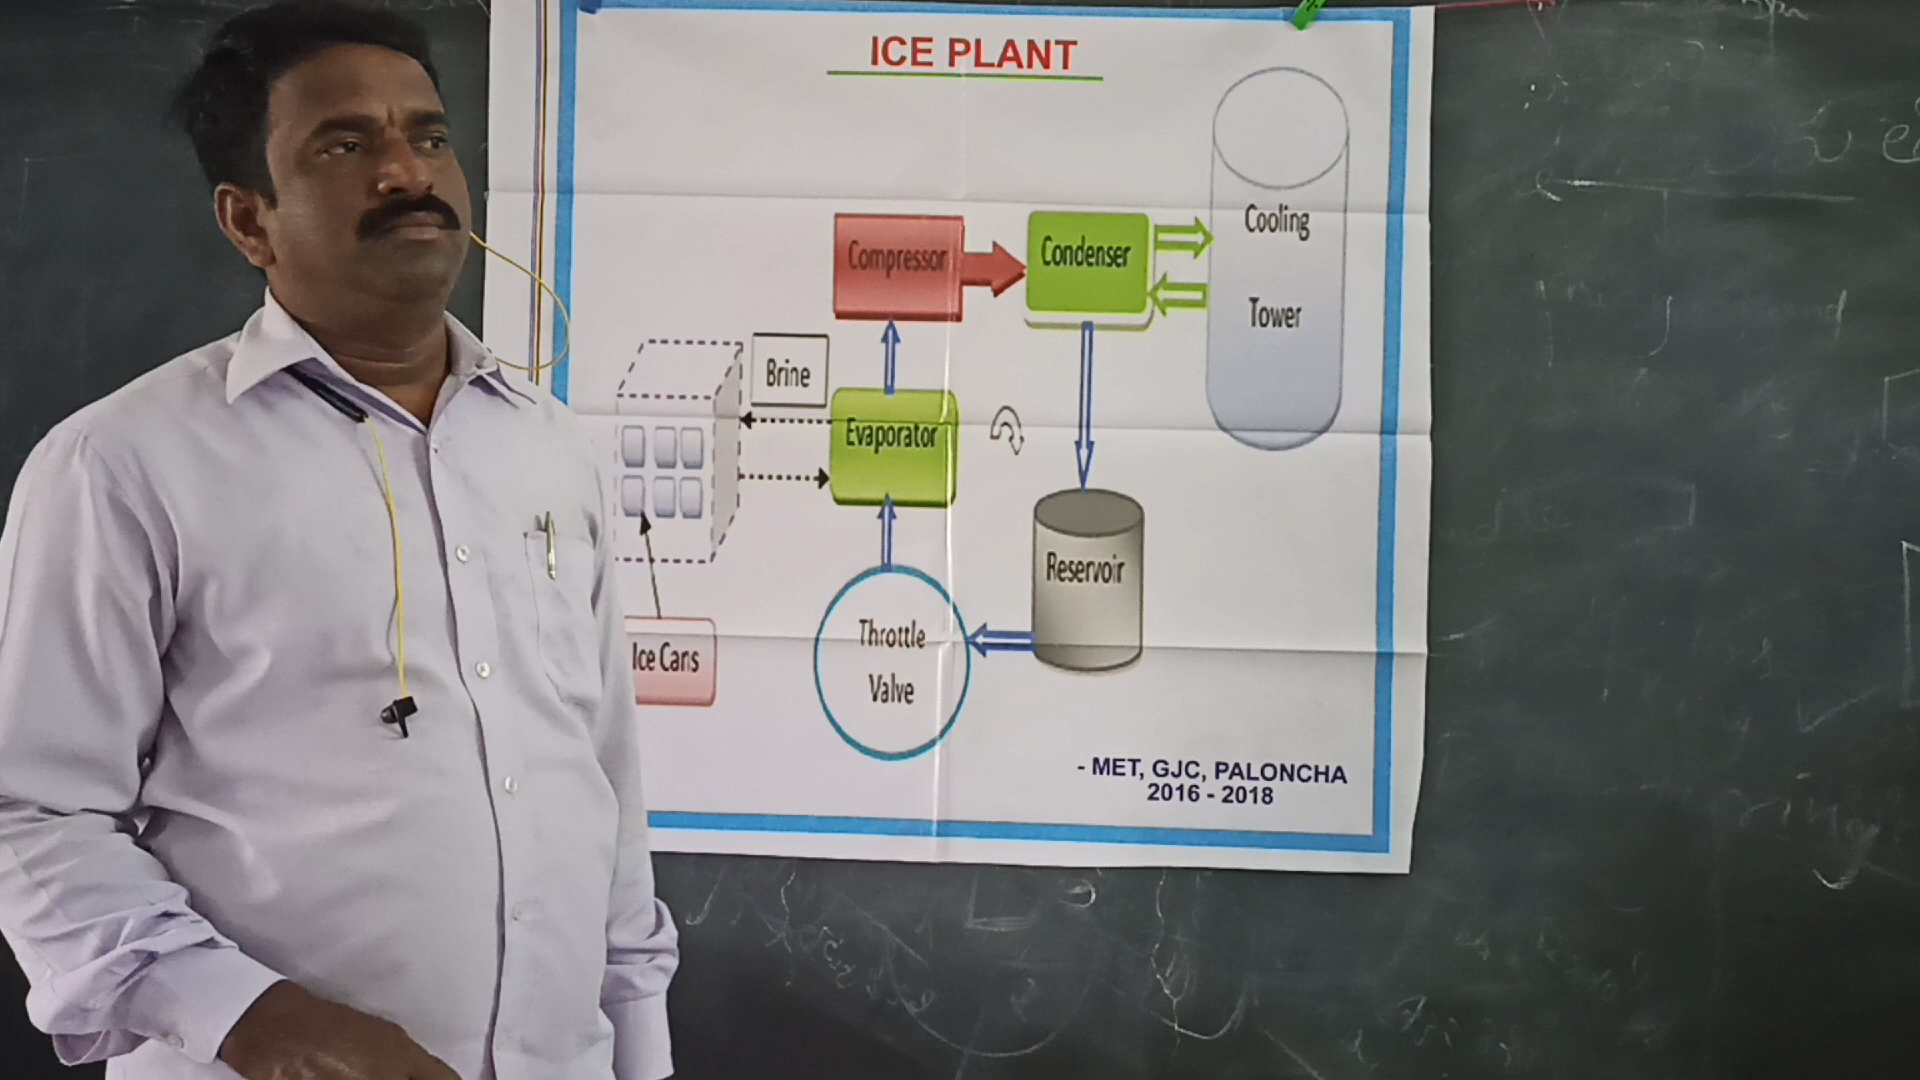 ICE PLANT
Compressor
Condenser
Cooling
Tower
Brine
Evaporator
Reservoir
Throttle
Valve
Ice Cans
- MET, GJC, PALONCHA
2016 - 2018